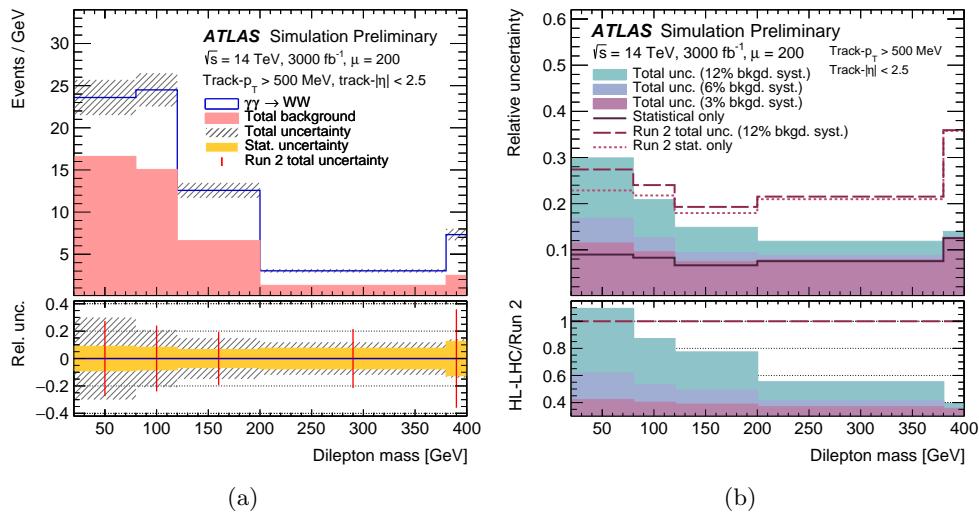 ATLAS Simulation Preliminary
√s = 14 TeV, 3000 fb⁻¹, μ = 200
Track-p_T > 500 MeV, track-|η| < 2.5
γγ → WW
Total background
Total uncertainty
Stat. uncertainty
Run 2 total uncertainty
Events / GeV
30
25
20
15
10
5
Rel. unc.
0.4
0.2
0
−0.2
−0.4
50 100 150 200 250 300 350 400
Dilepton mass [GeV]
(a)
ATLAS Simulation Preliminary
√s = 14 TeV, 3000 fb⁻¹, μ = 200
Track-p_T > 500 MeV
Track-|η| < 2.5
Total unc. (12% bkgd. syst.)
Total unc. (6% bkgd. syst.)
Total unc. (3% bkgd. syst.)
Statistical only
Run 2 total unc. (12% bkgd. syst.)
Run 2 stat. only
Relative uncertainty
0.6
0.5
0.4
0.3
0.2
0.1
HL-LHC/Run 2
1
0.8
0.6
0.4
50 100 150 200 250 300 350 400
Dilepton mass [GeV]
(b)